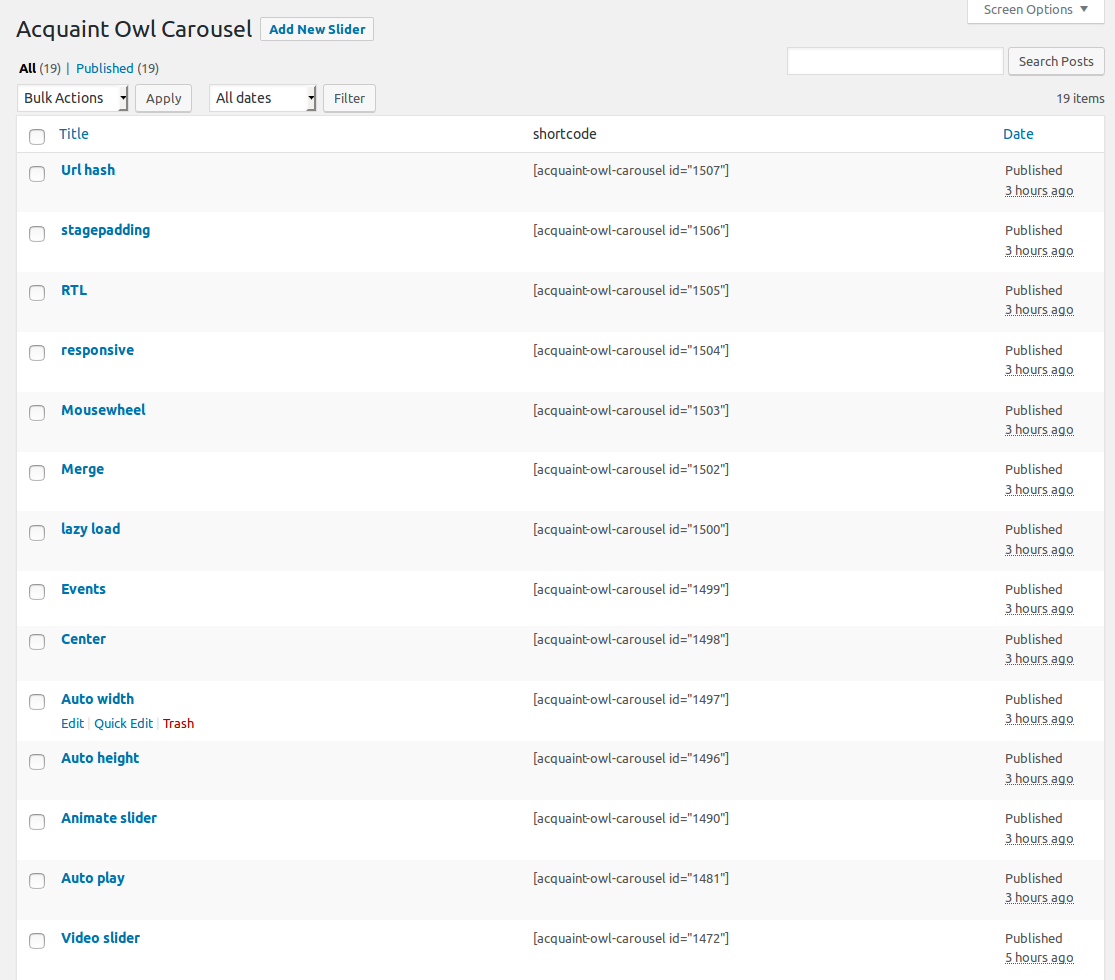 Screen Options
Acquaint Owl Carousel Add New Slider
All (19) | Published (19)
Search Posts
Bulk Actions Apply All dates Filter 19 items
Title shortcode Date
Url hash [acquaint-owl-carousel id="1507"] Published
3 hours ago
stagepadding [acquaint-owl-carousel id="1506"] Published
3 hours ago
RTL [acquaint-owl-carousel id="1505"] Published
3 hours ago
responsive [acquaint-owl-carousel id="1504"] Published
3 hours ago
Mousewheel [acquaint-owl-carousel id="1503"] Published
3 hours ago
Merge [acquaint-owl-carousel id="1502"] Published
3 hours ago
lazy load [acquaint-owl-carousel id="1500"] Published
3 hours ago
Events [acquaint-owl-carousel id="1499"] Published
3 hours ago
Center [acquaint-owl-carousel id="1498"] Published
3 hours ago
Auto width [acquaint-owl-carousel id="1497"] Published
Edit | Quick Edit | Trash 3 hours ago
Auto height [acquaint-owl-carousel id="1496"] Published
3 hours ago
Animate slider [acquaint-owl-carousel id="1490"] Published
3 hours ago
Auto play [acquaint-owl-carousel id="1481"] Published
3 hours ago
Video slider [acquaint-owl-carousel id="1472"] Published
5 hours ago